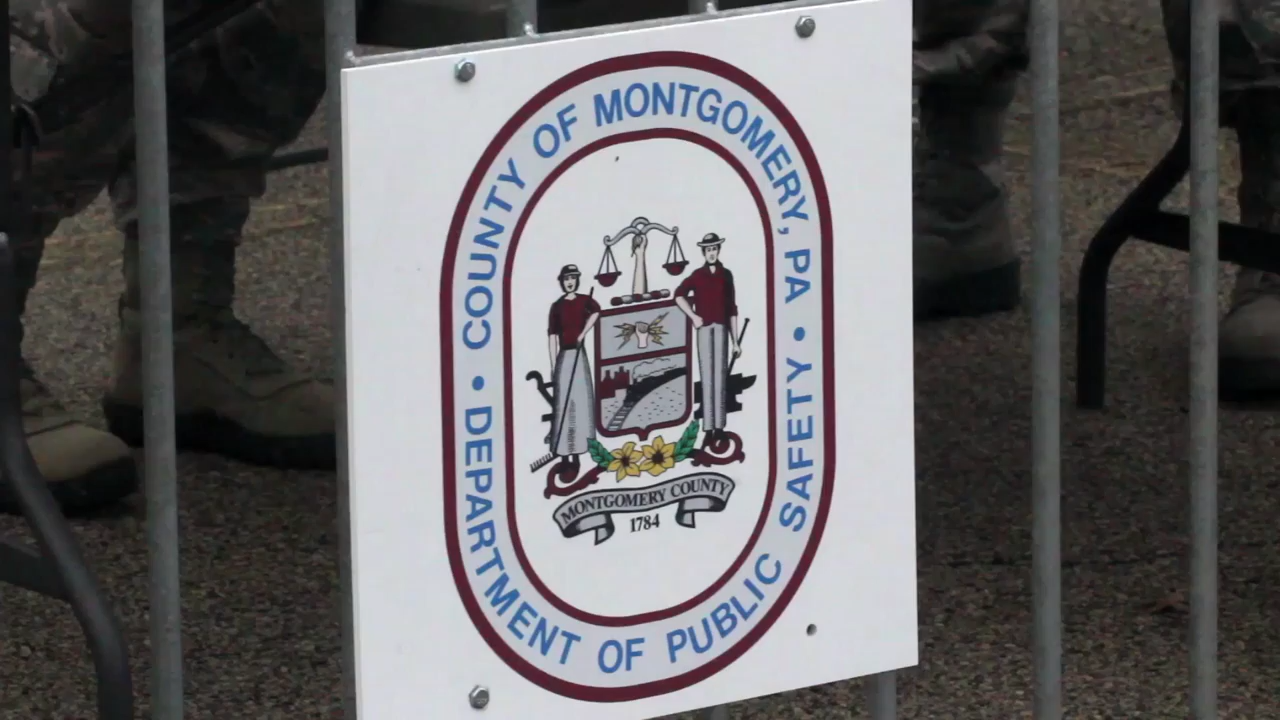 COUNTY OF MONTGOMERY, PA • DEPARTMENT OF PUBLIC SAFETY •
MONTGOMERY COUNTY
1784